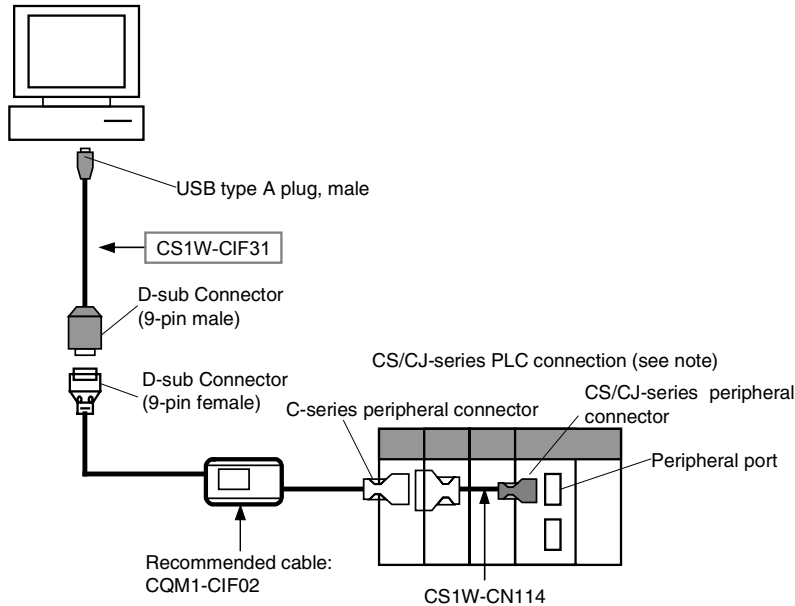 USB type A plug, male
CS1W-CIF31
D-sub Connector
(9-pin male)
CS/CJ-series PLC connection (see note)
D-sub Connector
(9-pin female)
CS/CJ-series peripheral
connector
C-series peripheral connector
Peripheral port
Recommended cable:
CQM1-CIF02
CS1W-CN114